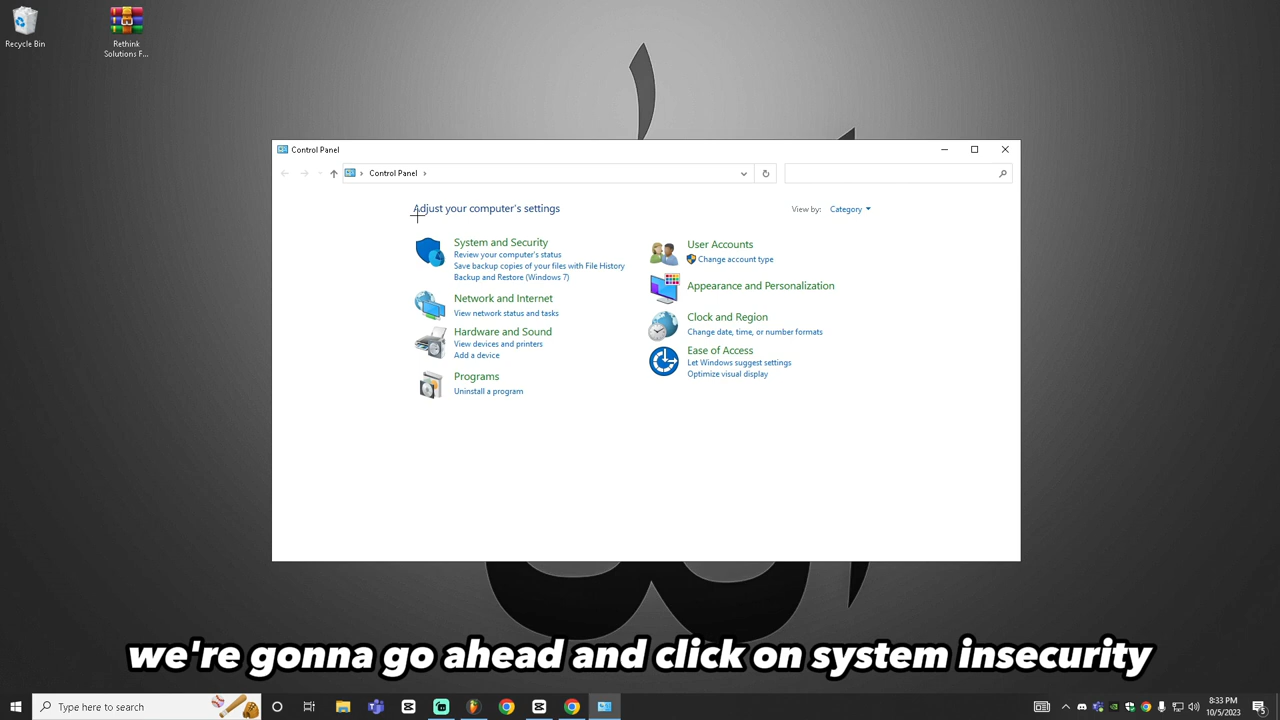 Recycle Bin
Rethink
Solutions F...
Control Panel
Control Panel
Adjust your computer's settings
View by: Category
System and Security
Review your computer's status
Save backup copies of your files with File History
Backup and Restore (Windows 7)
Network and Internet
View network status and tasks
Hardware and Sound
View devices and printers
Add a device
Programs
Uninstall a program
User Accounts
Change account type
Appearance and Personalization
Clock and Region
Change date, time, or number formats
Ease of Access
Let Windows suggest settings
Optimize visual display
we're gonna go ahead and click on system insecurity
Type here to search
8:33 PM
10/5/2023